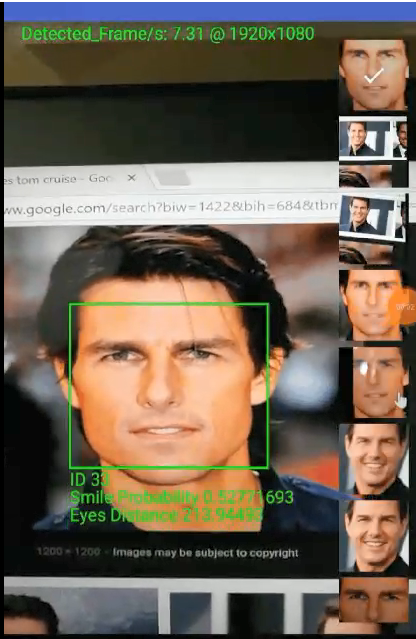 Detected_Frame/s: 7.31 @ 1920x1080
es tom cruise - Goo
ww.google.com/search?biw=1422&bih=684&tbm
ID 33
Smile Probability 0.52771693
Eyes Distance 213.94493
1200 × 1200 - Images may be subject to copyright